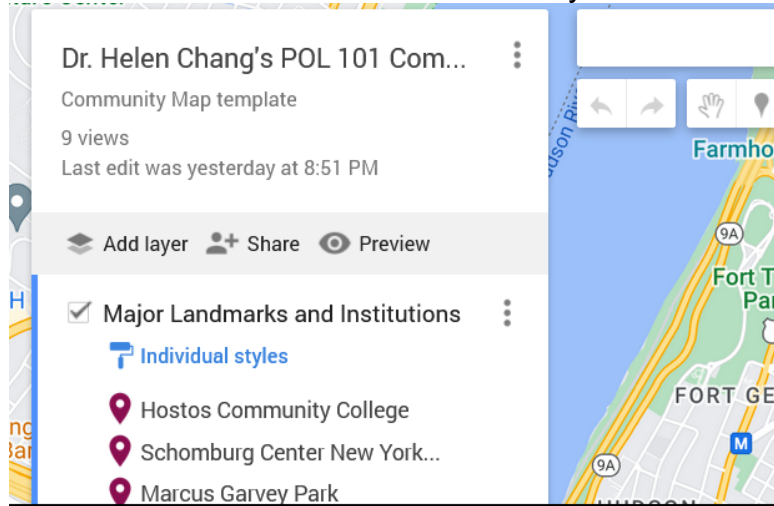 Dr. Helen Chang's POL 101 Com...
Community Map template
9 views
Last edit was yesterday at 8:51 PM
Add layer Share Preview
Major Landmarks and Institutions
Individual styles
Hostos Community College
Schomburg Center New York...
Marcus Garvey Park
Farmho
9A
Fort T
Pa
FORT GE
M
9A
H